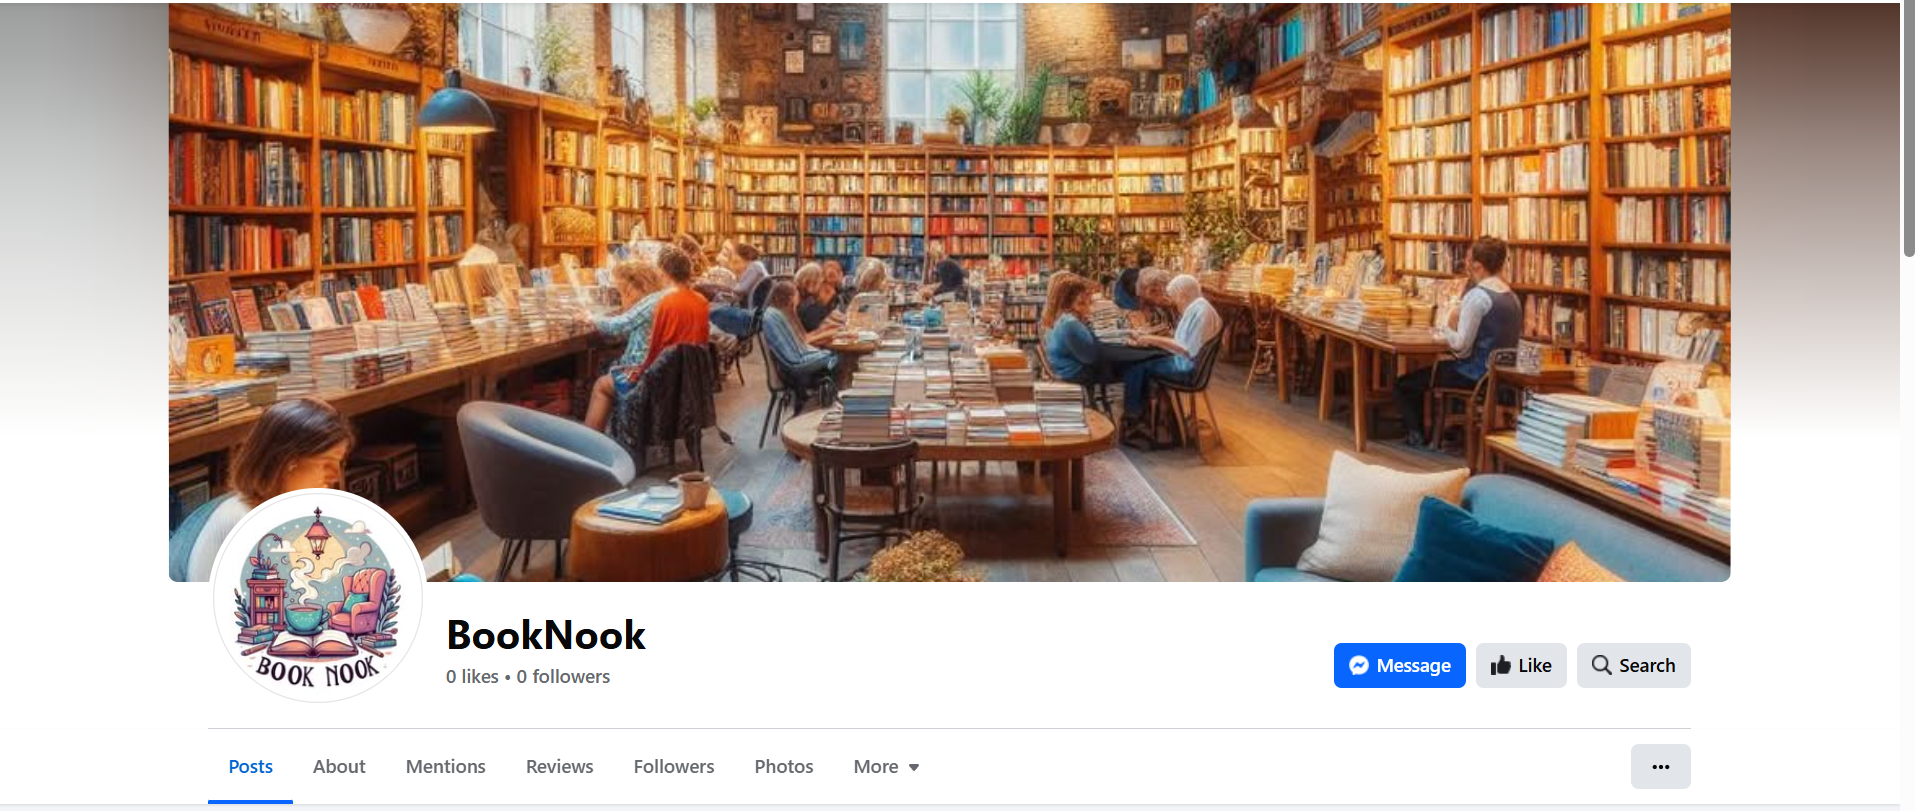 BOOK NOOK
BookNook
0 likes • 0 followers
Message
Like
Search
Posts
About
Mentions
Reviews
Followers
Photos
More